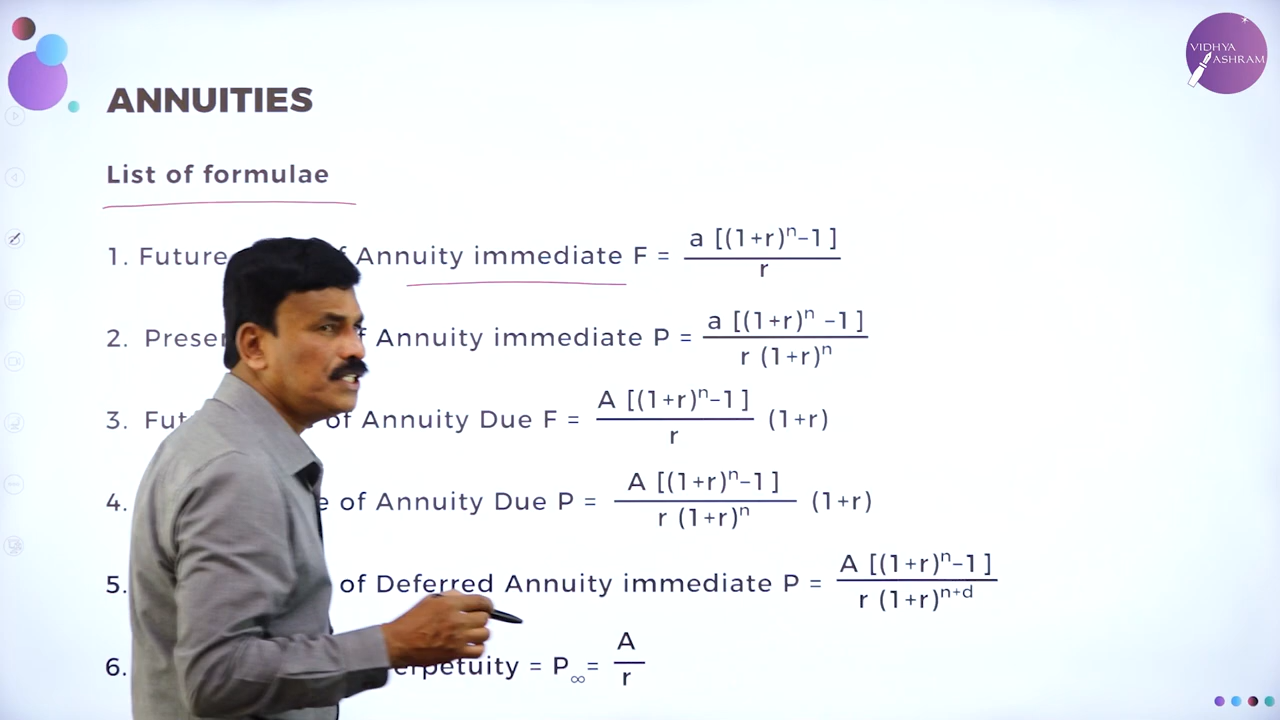 VIDHYA
ASHRAM
ANNUITIES
List of formulae
1. Future of Annuity immediate F = a [(1+r)ⁿ–1] / r
2. Present of Annuity immediate P = a [(1+r)ⁿ –1] / r (1+r)ⁿ
3. of Annuity Due F = A [(1+r)ⁿ–1] / r (1+r)
4. of Annuity Due P = A [(1+r)ⁿ–1] / r (1+r)ⁿ (1+r)
5. of Deferred Annuity immediate P = A [(1+r)ⁿ–1] / r (1+r)ⁿ⁺ᵈ
6. erpetuity = P∞ = A / r